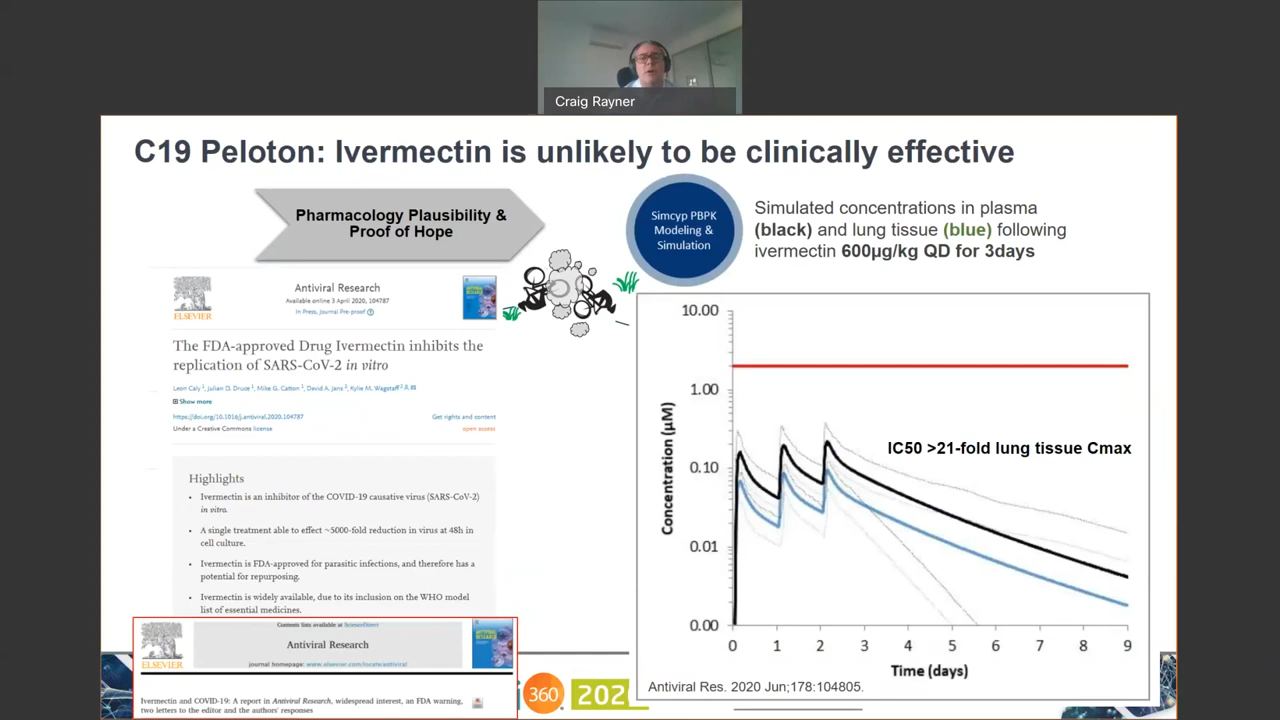 Craig Rayner
C19 Peloton: Ivermectin is unlikely to be clinically effective
Pharmacology Plausibility &
Proof of Hope
Simcyp PBPK
Modeling &
Simulation
Simulated concentrations in plasma
(black) and lung tissue (blue) following
ivermectin 600µg/kg QD for 3days
ELSEVIER
Antiviral Research
Available online 3 April 2020, 104787
In Press, Journal Pre-proof
The FDA-approved Drug Ivermectin inhibits the
replication of SARS-CoV-2 in vitro
Leon Caly 1, Julian D. Druce 1, Mike G. Catton 1, David A. Jans 2, Kylie M. Wagstaff 2
Show more
https://doi.org/10.1016/j.antiviral.2020.104787
Get rights and content
Under a Creative Commons license
open access
Highlights
• Ivermectin is an inhibitor of the COVID-19 causative virus (SARS-CoV-2)
in vitro.
• A single treatment able to effect ~5000-fold reduction in virus at 48h in
cell culture.
• Ivermectin is FDA-approved for parasitic infections, and therefore has a
potential for repurposing.
• Ivermectin is widely available, due to its inclusion on the WHO model
list of essential medicines.
Contents lists available at ScienceDirect
Antiviral Research
ELSEVIER
journal homepage: www.elsevier.com/locate/antiviral
Ivermectin and COVID-19: A report in Antiviral Research, widespread interest, an FDA warning,
two letters to the editor and the authors' responses
360
202
Concentration (µM)
10.00
1.00
0.10
0.01
0.00
IC50 >21-fold lung tissue Cmax
0 1 2 3 4 5 6 7 8 9
Time (days)
Antiviral Res. 2020 Jun;178:104805.